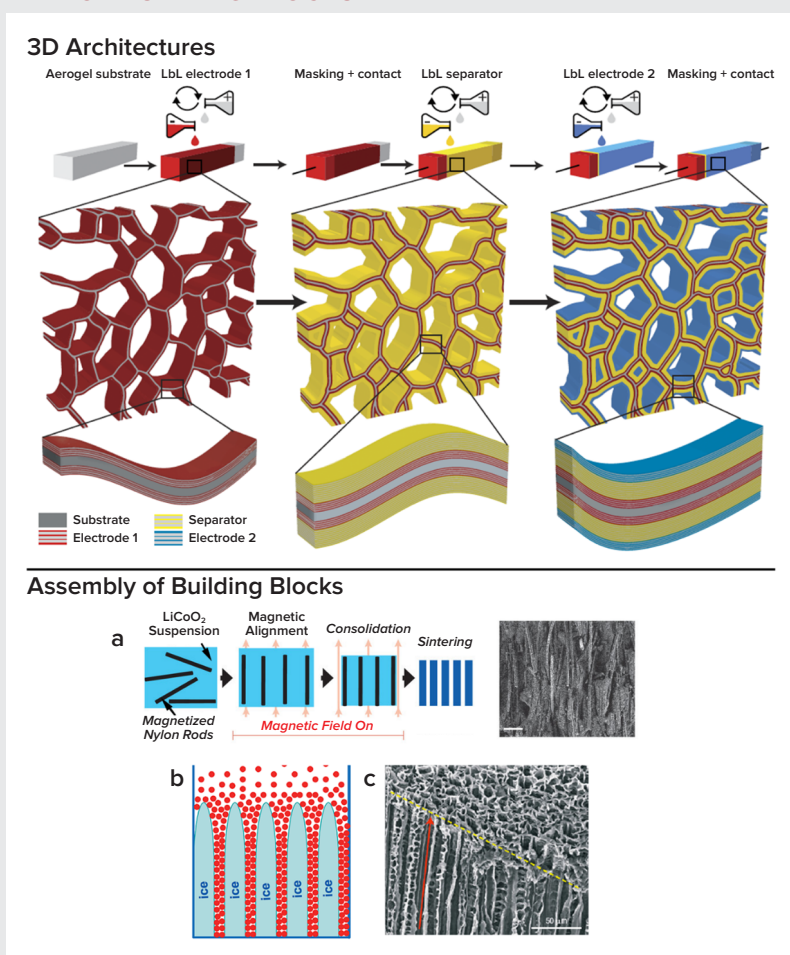 3D Architectures
Aerogel substrate
LbL electrode 1
Masking + contact
LbL separator
LbL electrode 2
Masking + contact
+
−
+
−
+
−
Substrate
Electrode 1
Separator
Electrode 2
Assembly of Building Blocks
a
LiCoO₂
Suspension
Magnetic
Alignment
Consolidation
Sintering
Magnetized
Nylon Rods
Magnetic Field On
b
ice
ice
ice
ice
ice
c
50 µm